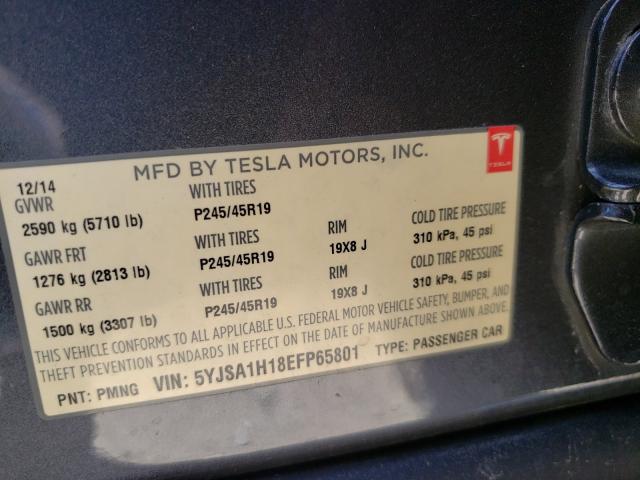 MFD BY TESLA MOTORS, INC.
TESLA
12/14
GVWR WITH TIRES
2590 kg (5710 lb) P245/45R19 RIM COLD TIRE PRESSURE
GAWR FRT WITH TIRES 19X8 J 310 kPa, 45 psi
1276 kg (2813 lb) P245/45R19 RIM COLD TIRE PRESSURE
GAWR RR WITH TIRES 19X8 J 310 kPa, 45 psi
1500 kg (3307 lb) P245/45R19
THIS VEHICLE CONFORMS TO ALL APPLICABLE U.S. FEDERAL MOTOR VEHICLE SAFETY, BUMPER, AND
THEFT PREVENTION STANDARDS IN EFFECT ON THE DATE OF MANUFACTURE SHOWN ABOVE.
PNT: PMNG VIN: 5YJSA1H18EFP65801 TYPE: PASSENGER CAR